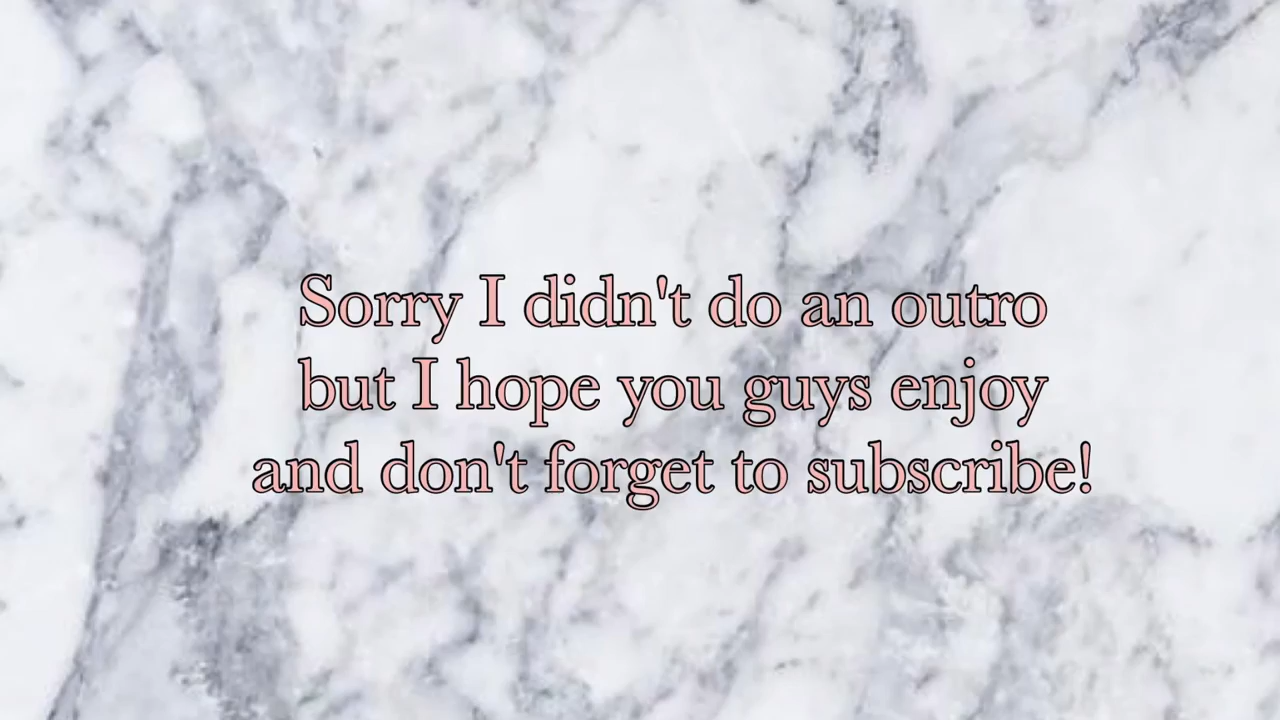 Sorry I didn't do an outro
but I hope you guys enjoy
and don't forget to subscribe!